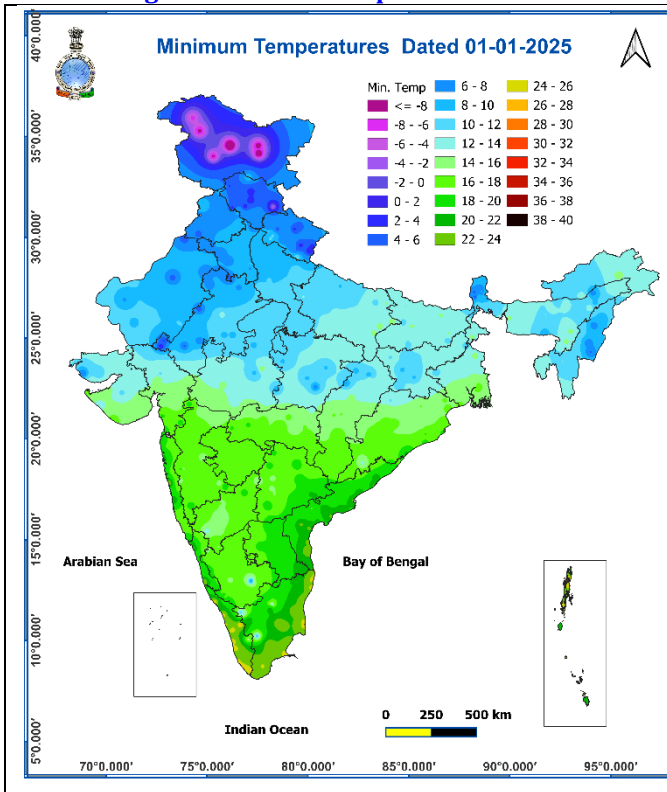 Minimum Temperatures Dated 01-01-2025
Min. Temp
<= -8
-8 - -6
-6 - -4
-4 - -2
-2 - 0
0 - 2
2 - 4
4 - 6
6 - 8
8 - 10
10 - 12
12 - 14
14 - 16
16 - 18
18 - 20
20 - 22
22 - 24
24 - 26
26 - 28
28 - 30
30 - 32
32 - 34
34 - 36
36 - 38
38 - 40
40°0.000'
35°0.000'
30°0.000'
25°0.000'
20°0.000'
15°0.000'
10°0.000'
5°0.000'
Arabian Sea
Bay of Bengal
Indian Ocean
0 250 500 km
70°0.000' 75°0.000' 80°0.000' 85°0.000' 90°0.000' 95°0.000'